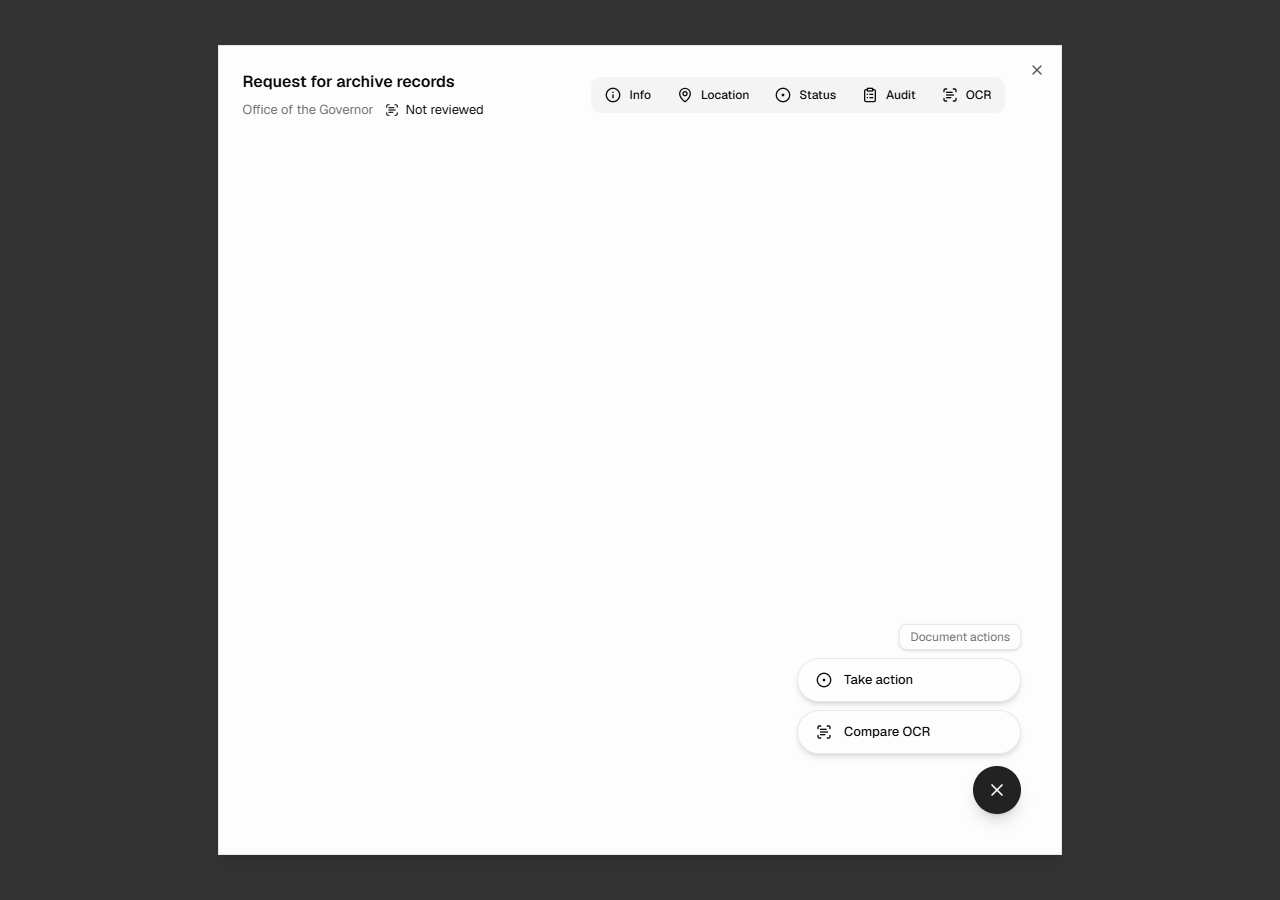 Request for archive records
Office of the Governor Not reviewed
Info Location Status Audit OCR
Document actions
Take action
Compare OCR